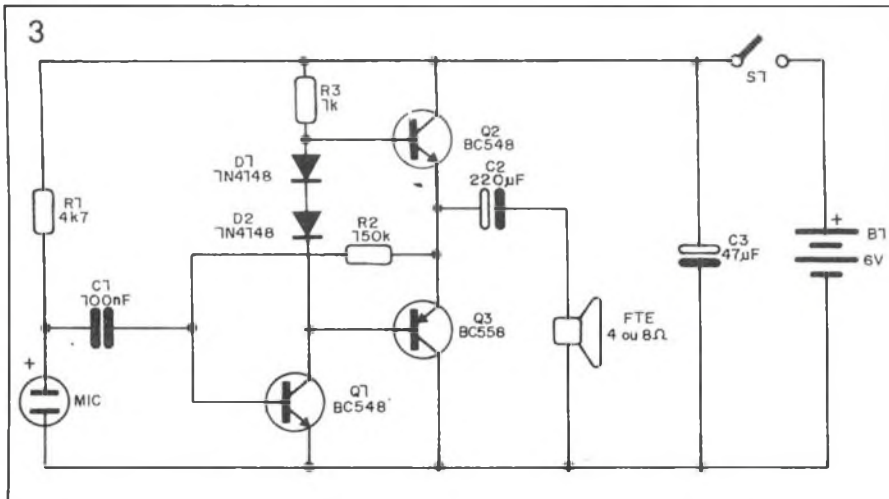 3
R3
1k
S1
Q2
BC548
D1
1N4148
C2
220µF
R1
4k7
D2
1N4148
R2
150k
+
B1
6V
C3
47µF
C1
100nF
Q3
BC558
FTE
4 ou 8Ω
+
MIC
Q1
BC548